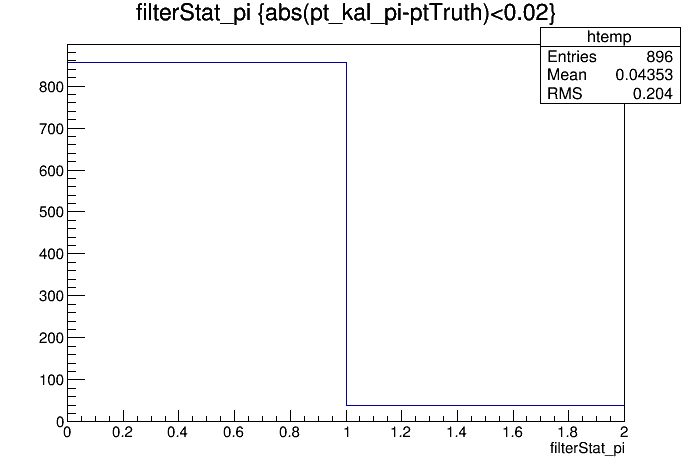 filterStat_pi {abs(pt_kal_pi-ptTruth)<0.02}
htemp
Entries 896
Mean 0.04353
RMS 0.204
800
700
600
500
400
300
200
100
0
0 0.2 0.4 0.6 0.8 1 1.2 1.4 1.6 1.8 2
filterStat_pi